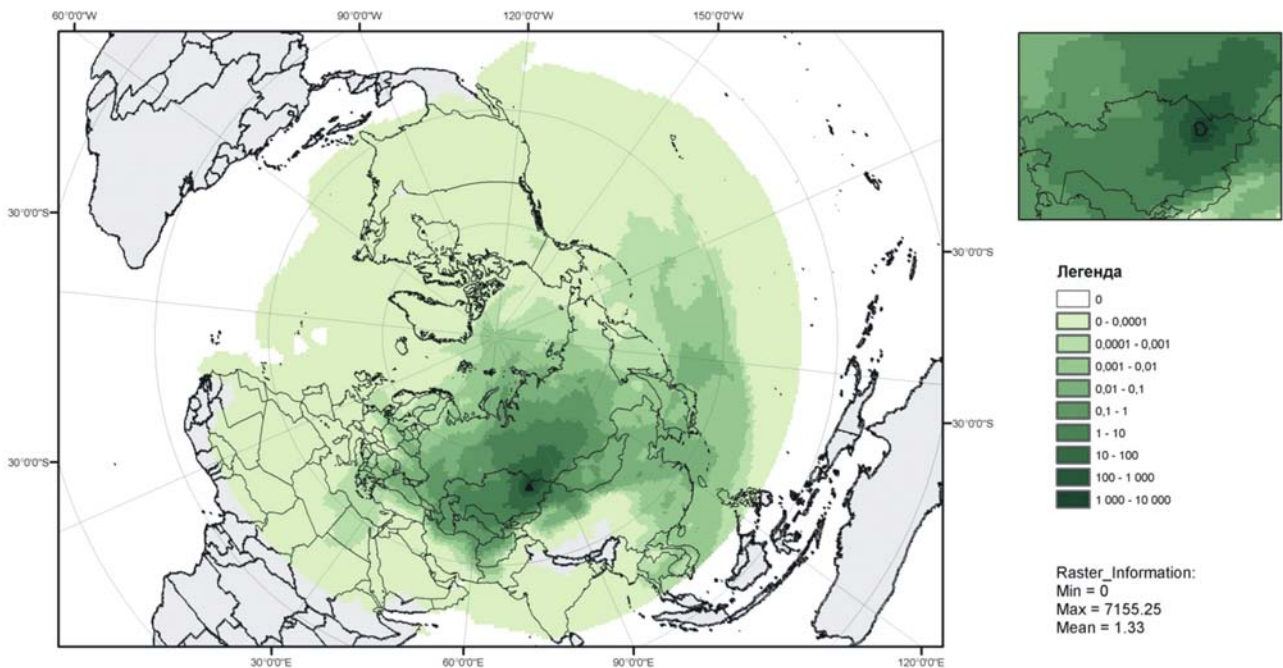 60°0'0"W
90°0'0"W
120°0'0"W
150°0'0"W
30°0'0"S
30°0'0"S
30°0'0"S
30°0'0"S
30°0'0"E
60°0'0"E
90°0'0"E
120°0'0"E
Легенда
0
0 - 0,0001
0,0001 - 0,001
0,001 - 0,01
0,01 - 0,1
0,1 - 1
1 - 10
10 - 100
100 - 1 000
1 000 - 10 000
Raster_Information:
Min = 0
Max = 7155.25
Mean = 1.33